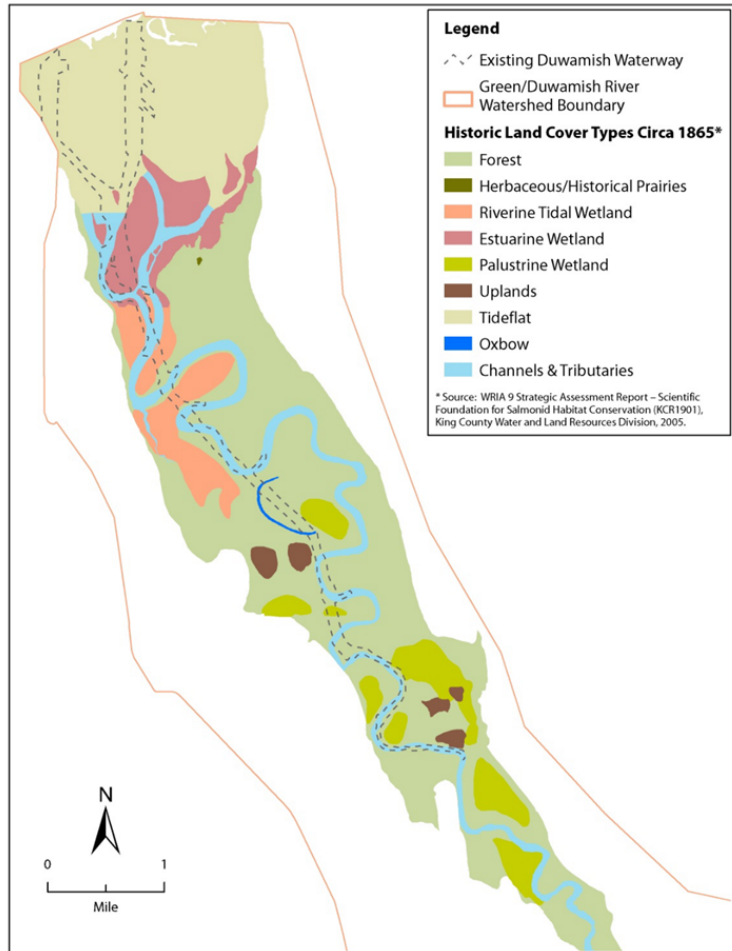 Legend
Existing Duwamish Waterway
Green/Duwamish River
Watershed Boundary
Historic Land Cover Types Circa 1865*
Forest
Herbaceous/Historical Prairies
Riverine Tidal Wetland
Estuarine Wetland
Palustrine Wetland
Uplands
Tideflat
Oxbow
Channels & Tributaries
* Source: WRIA 9 Strategic Assessment Report – Scientific
Foundation for Salmonid Habitat Conservation (KCR1901),
King County Water and Land Resources Division, 2005.
N
0 1
Mile